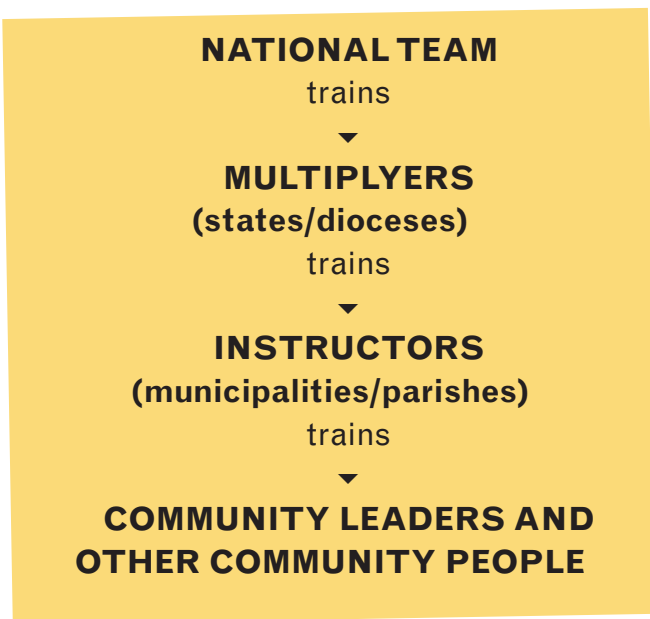 NATIONAL TEAM
trains
MULTIPLYERS
(states/dioceses)
trains
INSTRUCTORS
(municipalities/parishes)
trains
COMMUNITY LEADERS AND
OTHER COMMUNITY PEOPLE